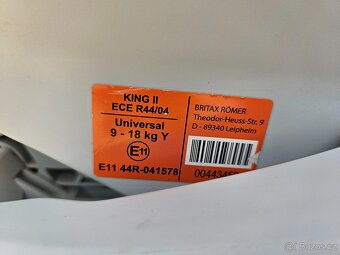 KING II
ECE R44/04
Universal
9 - 18 kg Y
E11
E11 44R-041578
BRITAX RÖMER
Theodor-Heuss-Str. 9
D - 89340 Leipheim